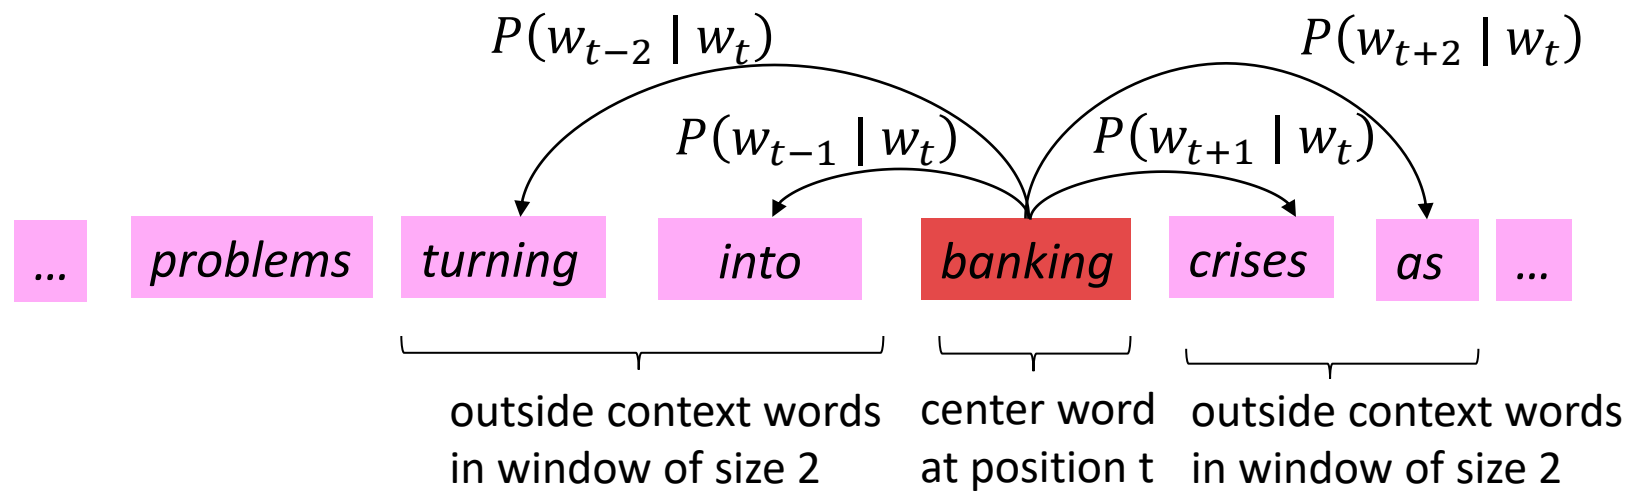 P(w_{t−2} | w_t) P(w_{t+2} | w_t)
P(w_{t−1} | w_t) P(w_{t+1} | w_t)
... problems turning into banking crises as ...
outside context words
in window of size 2
center word
at position t
outside context words
in window of size 2